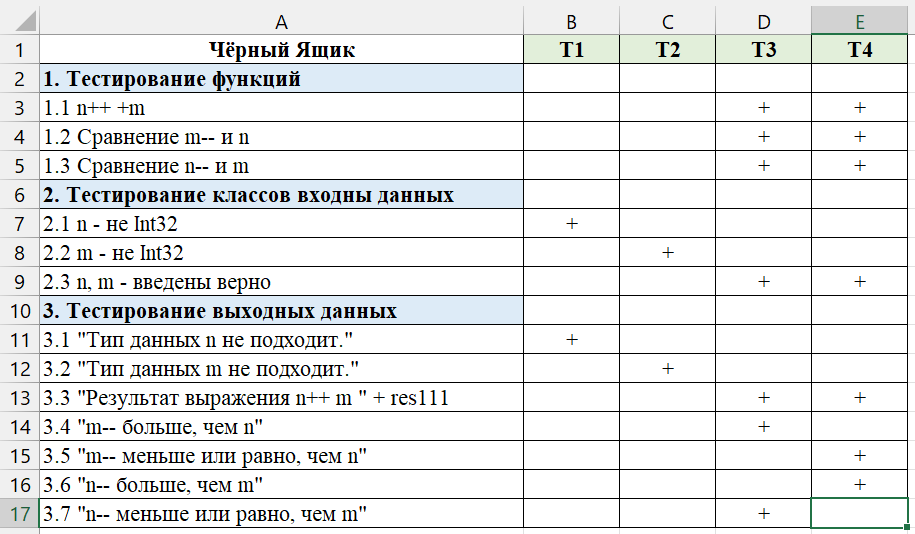 A B C D E
1 Чёрный Ящик T1 T2 T3 T4
2 1. Тестирование функций
3 1.1 n++ +m + +
4 1.2 Сравнение m-- и n + +
5 1.3 Сравнение n-- и m + +
6 2. Тестирование классов входны данных
7 2.1 n - не Int32 +
8 2.2 m - не Int32 +
9 2.3 n, m - введены верно + +
10 3. Тестирование выходных данных
11 3.1 "Тип данных n не подходит." +
12 3.2 "Тип данных m не подходит." +
13 3.3 "Результат выражения n++ m " + res111 + +
14 3.4 "m-- больше, чем n" +
15 3.5 "m-- меньше или равно, чем n" +
16 3.6 "n-- больше, чем m" +
17 3.7 "n-- меньше или равно, чем m" +